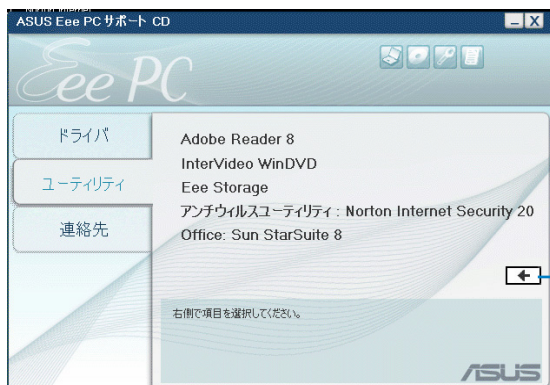 ASUS Eee PC サポート CD
Eee PC
ドライバ
ユーティリティ
連絡先
Adobe Reader 8
InterVideo WinDVD
Eee Storage
アンチウィルスユーティリティ : Norton Internet Security 20
Office: Sun StarSuite 8
右側で項目を選択してください。
ASUS